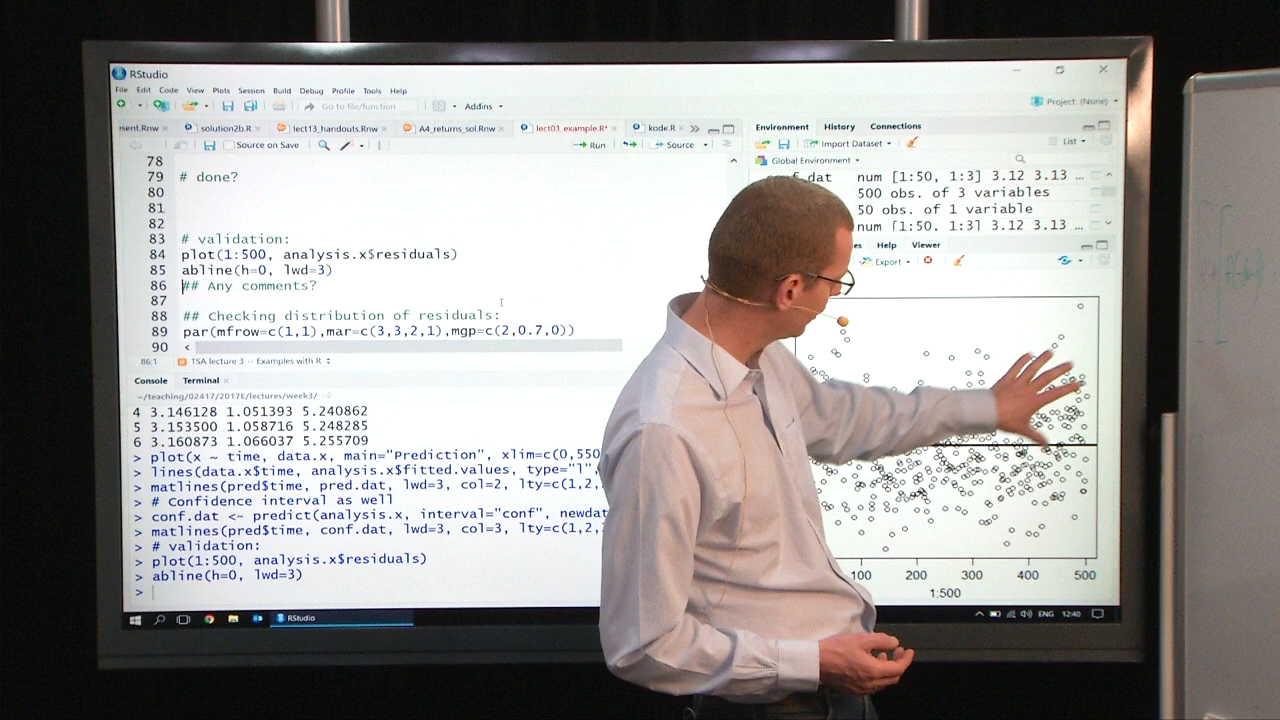 RStudio
File Edit Code View Plots Session Build Debug Profile Tools Help
Go to file/function Addins Project: (None)
sent.Rnw solution2b.R lect13_handouts.Rnw A4_returns_sol.Rnw lect03_example.R* kode.R
Source on Save Run Source
78
79 # done?
80
81
82
83 # validation:
84 plot(1:500, analysis.x$residuals)
85 abline(h=0, lwd=3)
86 ## Any comments?
87
88 ## Checking distribution of residuals:
89 par(mfrow=c(1,1),mar=c(3,3,2,1),mgp=c(2,0.7,0))
90
86:1 TSA lecture 3 -- Examples with R
Console Terminal
~/teaching/02417/2017E/lectures/week3/
4 3.146128 1.051393 5.240862
5 3.153500 1.058716 5.248285
6 3.160873 1.066037 5.255709
> plot(x ~ time, data.x, main="Prediction", xlim=c(0,550
> lines(data.x$time, analysis.x$fitted.values, type="l",
> matlines(pred$time, pred.dat, lwd=3, col=2, lty=c(1,2,
> # Confidence interval as well
> conf.dat <- predict(analysis.x, interval="conf", newdat
> matlines(pred$time, conf.dat, lwd=3, col=3, lty=c(1,2,
> # validation:
> plot(1:500, analysis.x$residuals)
> abline(h=0, lwd=3)
>
Environment History Connections
Import Dataset List
Global Environment
conf.dat num [1:50, 1:3] 3.12 3.13 ...
500 obs. of 3 variables
50 obs. of 1 variable
num [1:50, 1:3] 3.12 3.13 ...
es Help Viewer
Export
100 200 300 400 500
1:500
RStudio
ENG 12:40